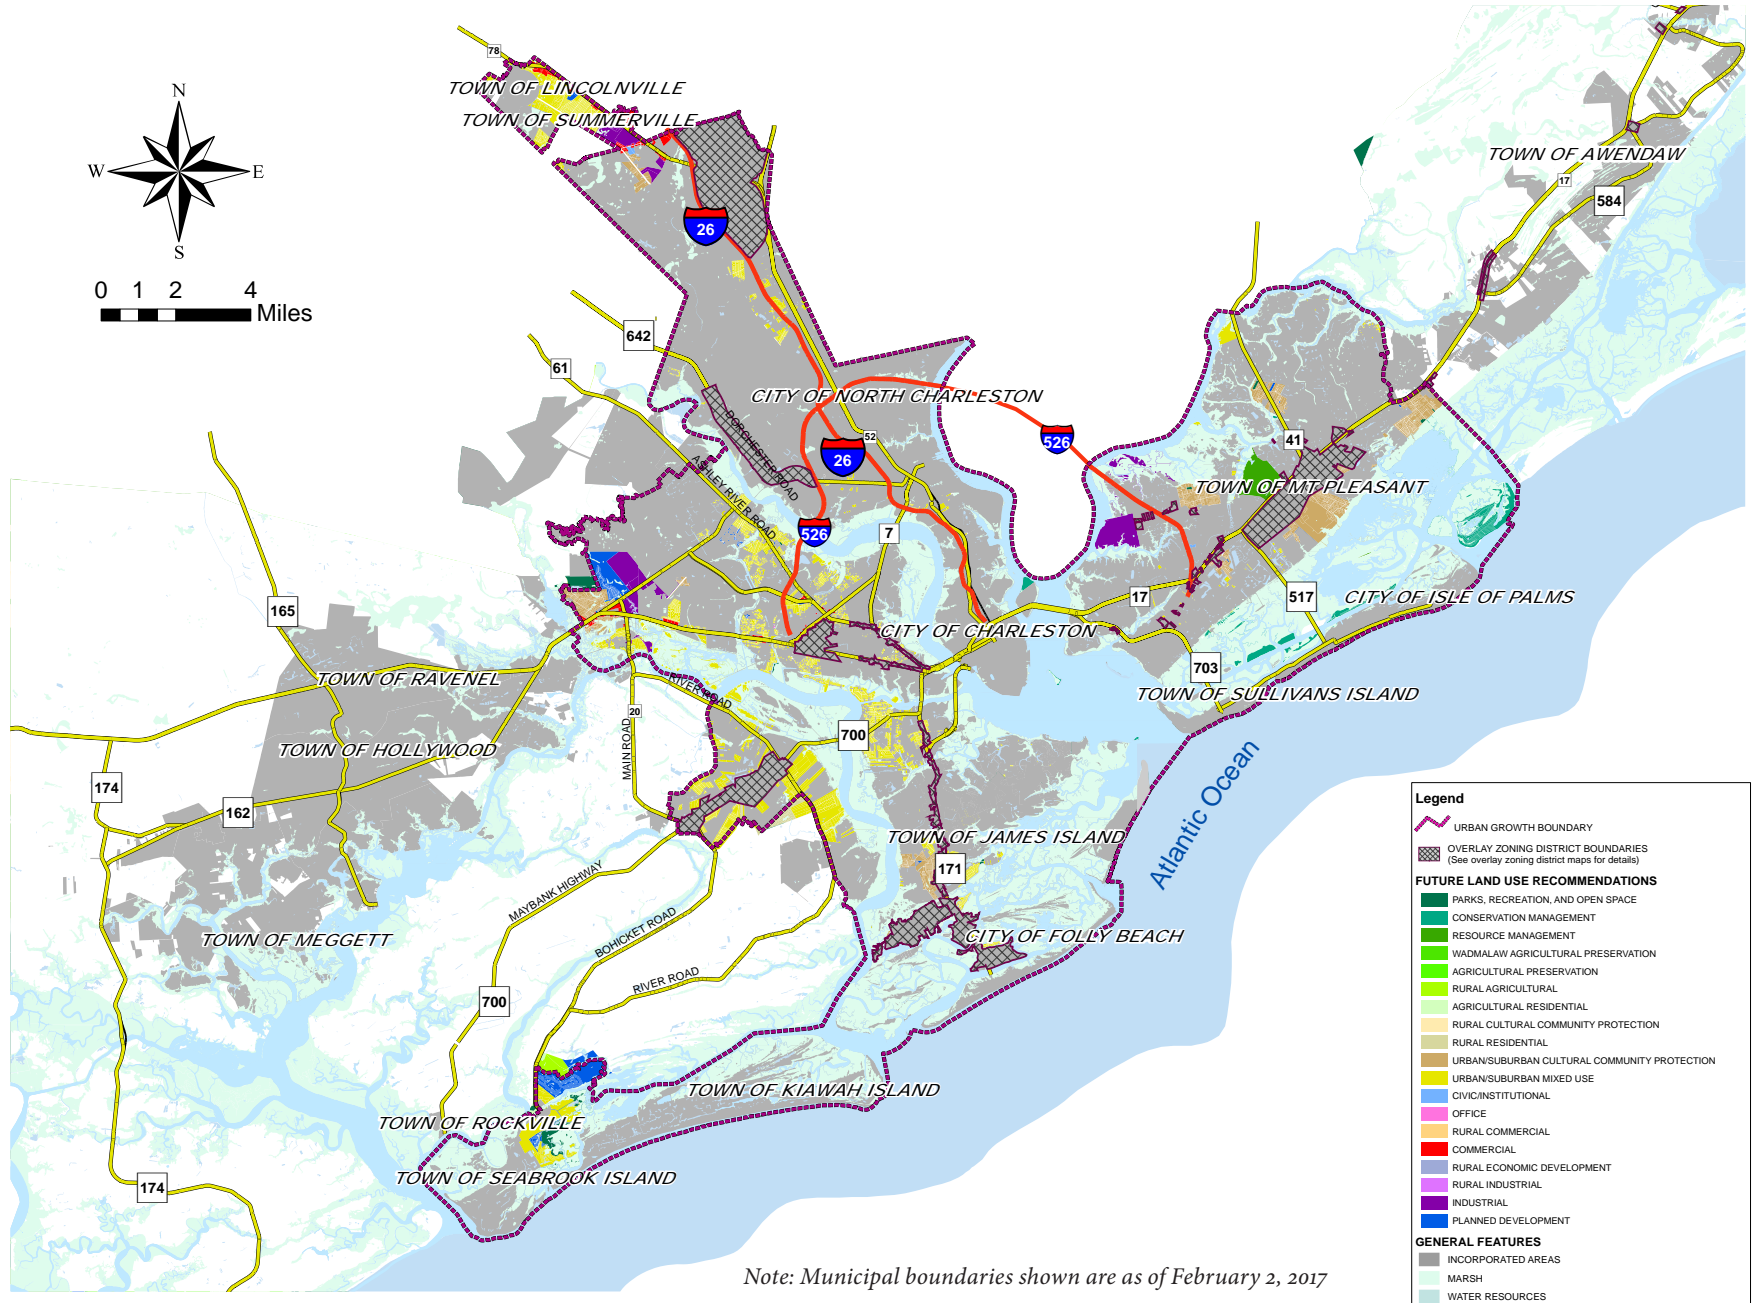 78
TOWN OF LINCOLNVILLE
TOWN OF SUMMERVILLE
N
W
E
S
0 1 2 4
Miles
TOWN OF AWENDAW
17
584
26
642
61
CITY OF NORTH CHARLESTON
52
526
41
26
DORCHESTER ROAD
ASHLEY RIVER ROAD
TOWN OF MT PLEASANT
526
7
165
17
517
CITY OF ISLE OF PALMS
CITY OF CHARLESTON
703
TOWN OF RAVENEL
RIVER ROAD
TOWN OF SULLIVANS ISLAND
20
MAIN ROAD
700
TOWN OF HOLLYWOOD
174
162
Atlantic Ocean
TOWN OF JAMES ISLAND
171
MAYBANK HIGHWAY
BOHICKET ROAD
CITY OF FOLLY BEACH
TOWN OF MEGGETT
RIVER ROAD
700
TOWN OF KIAWAH ISLAND
TOWN OF ROCKVILLE
TOWN OF SEABROOK ISLAND
174
Note: Municipal boundaries shown are as of February 2, 2017
Legend
URBAN GROWTH BOUNDARY
OVERLAY ZONING DISTRICT BOUNDARIES
(See overlay zoning district maps for details)
FUTURE LAND USE RECOMMENDATIONS
PARKS, RECREATION, AND OPEN SPACE
CONSERVATION MANAGEMENT
RESOURCE MANAGEMENT
WADMALAW AGRICULTURAL PRESERVATION
AGRICULTURAL PRESERVATION
RURAL AGRICULTURAL
AGRICULTURAL RESIDENTIAL
RURAL CULTURAL COMMUNITY PROTECTION
RURAL RESIDENTIAL
URBAN/SUBURBAN CULTURAL COMMUNITY PROTECTION
URBAN/SUBURBAN MIXED USE
CIVIC/INSTITUTIONAL
OFFICE
RURAL COMMERCIAL
COMMERCIAL
RURAL ECONOMIC DEVELOPMENT
RURAL INDUSTRIAL
INDUSTRIAL
PLANNED DEVELOPMENT
GENERAL FEATURES
INCORPORATED AREAS
MARSH
WATER RESOURCES